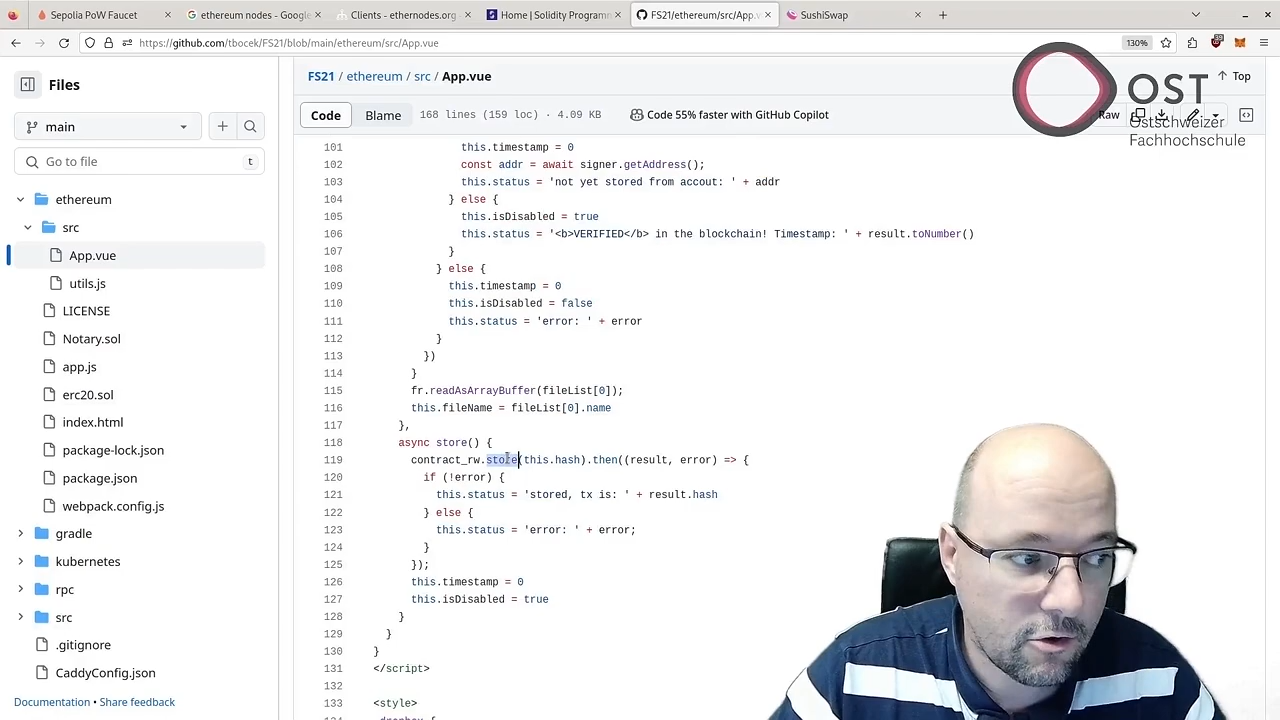 Sepolia PoW Faucet
ethereum nodes - Google
Clients - ethernodes.org
Home | Solidity Programm
FS21/ethereum/src/App.v
SushiSwap
https://github.com/tbocek/FS21/blob/main/ethereum/src/App.vue
130%
39
Files
FS21 / ethereum / src / App.vue
Top
OST
Ostschweizer
Fachhochschule
main
Code
Blame
168 lines (159 loc) · 4.09 KB
Code 55% faster with GitHub Copilot
Raw
Go to file
t
ethereum
src
App.vue
utils.js
LICENSE
Notary.sol
app.js
erc20.sol
index.html
package-lock.json
package.json
webpack.config.js
gradle
kubernetes
rpc
src
.gitignore
CaddyConfig.json
Documentation • Share feedback
101 this.timestamp = 0
102 const addr = await signer.getAddress();
103 this.status = 'not yet stored from accout: ' + addr
104 } else {
105 this.isDisabled = true
106 this.status = '<b>VERIFIED</b> in the blockchain! Timestamp: ' + result.toNumber()
107 }
108 } else {
109 this.timestamp = 0
110 this.isDisabled = false
111 this.status = 'error: ' + error
112 }
113 })
114 }
115 fr.readAsArrayBuffer(fileList[0]);
116 this.fileName = fileList[0].name
117 },
118 async store() {
119 contract_rw.store(this.hash).then((result, error) => {
120 if (!error) {
121 this.status = 'stored, tx is: ' + result.hash
122 } else {
123 this.status = 'error: ' + error;
124 }
125 });
126 this.timestamp = 0
127 this.isDisabled = true
128 }
129 }
130 }
131 </script>
132
133 <style>